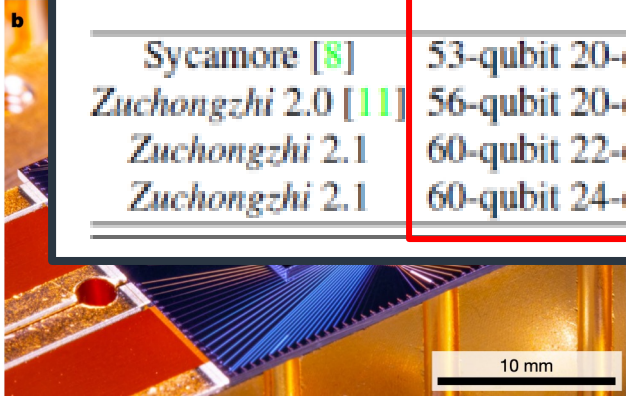 b
Sycamore [8] 53-qubit 20-
Zuchongzhi 2.0 [11] 56-qubit 20-
Zuchongzhi 2.1 60-qubit 22-
Zuchongzhi 2.1 60-qubit 24-
10 mm